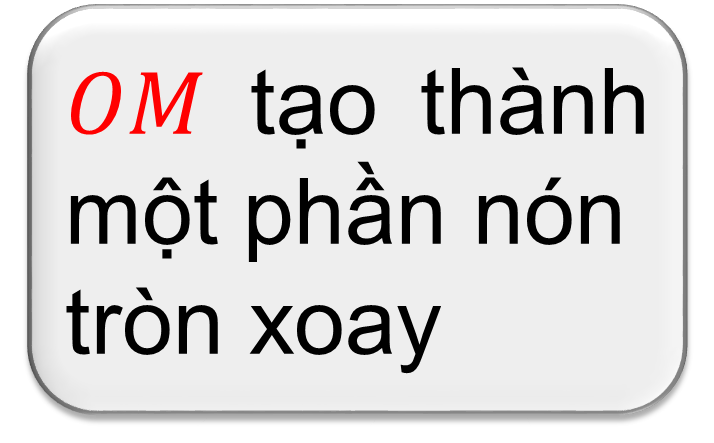 OM tạo thành
một phần nón
tròn xoay